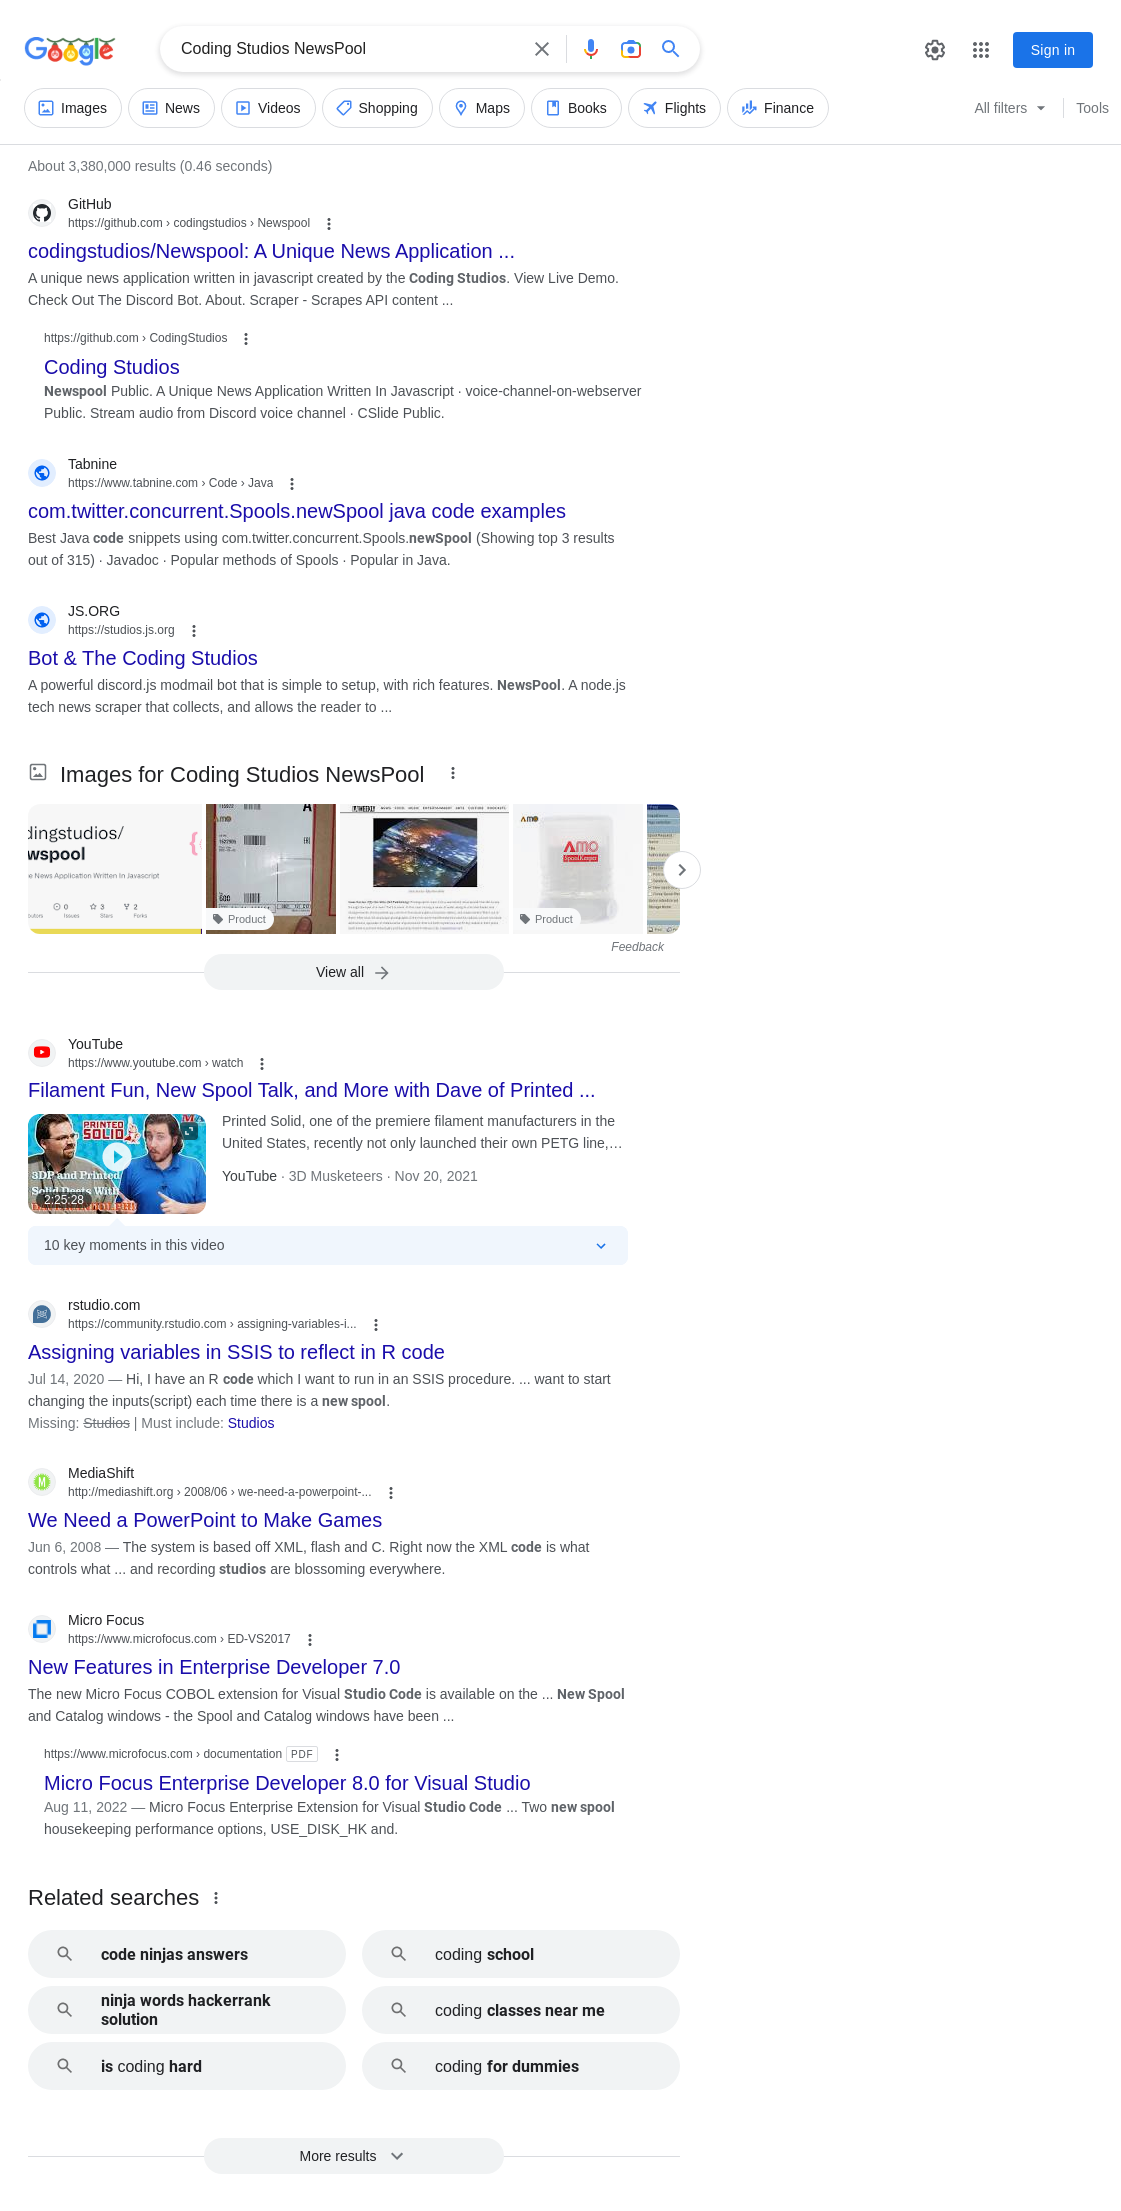 Google
Coding Studios NewsPool
Sign in
Images
News
Videos
Shopping
Maps
Books
Flights
Finance
All filters
Tools
About 3,380,000 results (0.46 seconds)
GitHub
https://github.com › codingstudios › Newspool
codingstudios/Newspool: A Unique News Application ...
A unique news application written in javascript created by the Coding Studios. View Live Demo.
Check Out The Discord Bot. About. Scraper - Scrapes API content ...
https://github.com › CodingStudios
Coding Studios
Newspool Public. A Unique News Application Written In Javascript · voice-channel-on-webserver
Public. Stream audio from Discord voice channel · CSlide Public.
Tabnine
https://www.tabnine.com › Code › Java
com.twitter.concurrent.Spools.newSpool java code examples
Best Java code snippets using com.twitter.concurrent.Spools.newSpool (Showing top 3 results
out of 315) · Javadoc · Popular methods of Spools · Popular in Java.
JS.ORG
https://studios.js.org
Bot & The Coding Studios
A powerful discord.js modmail bot that is simple to setup, with rich features. NewsPool. A node.js
tech news scraper that collects, and allows the reader to ...
Images for Coding Studios NewsPool
dingstudios/
wspool
e News Application Written In Javascript
0
3
2
Issues
Stars
Forks
AMO
Product
AMO
AMO
SpoolKeeper
Product
Feedback
View all
YouTube
https://www.youtube.com › watch
Filament Fun, New Spool Talk, and More with Dave of Printed ...
PRINTED
SOLID
3DP and Printed
Solid Deets With
2:25:28
Printed Solid, one of the premiere filament manufacturers in the
United States, recently not only launched their own PETG line,…
YouTube · 3D Musketeers · Nov 20, 2021
10 key moments in this video
rstudio.com
https://community.rstudio.com › assigning-variables-i...
Assigning variables in SSIS to reflect in R code
Jul 14, 2020 — Hi, I have an R code which I want to run in an SSIS procedure. ... want to start
changing the inputs(script) each time there is a new spool.
Missing: Studios | Must include: Studios
MediaShift
http://mediashift.org › 2008/06 › we-need-a-powerpoint-...
We Need a PowerPoint to Make Games
Jun 6, 2008 — The system is based off XML, flash and C. Right now the XML code is what
controls what ... and recording studios are blossoming everywhere.
Micro Focus
https://www.microfocus.com › ED-VS2017
New Features in Enterprise Developer 7.0
The new Micro Focus COBOL extension for Visual Studio Code is available on the ... New Spool
and Catalog windows - the Spool and Catalog windows have been ...
https://www.microfocus.com › documentation PDF
Micro Focus Enterprise Developer 8.0 for Visual Studio
Aug 11, 2022 — Micro Focus Enterprise Extension for Visual Studio Code ... Two new spool
housekeeping performance options, USE_DISK_HK and.
Related searches
code ninjas answers
coding school
ninja words hackerrank
solution
coding classes near me
is coding hard
coding for dummies
More results